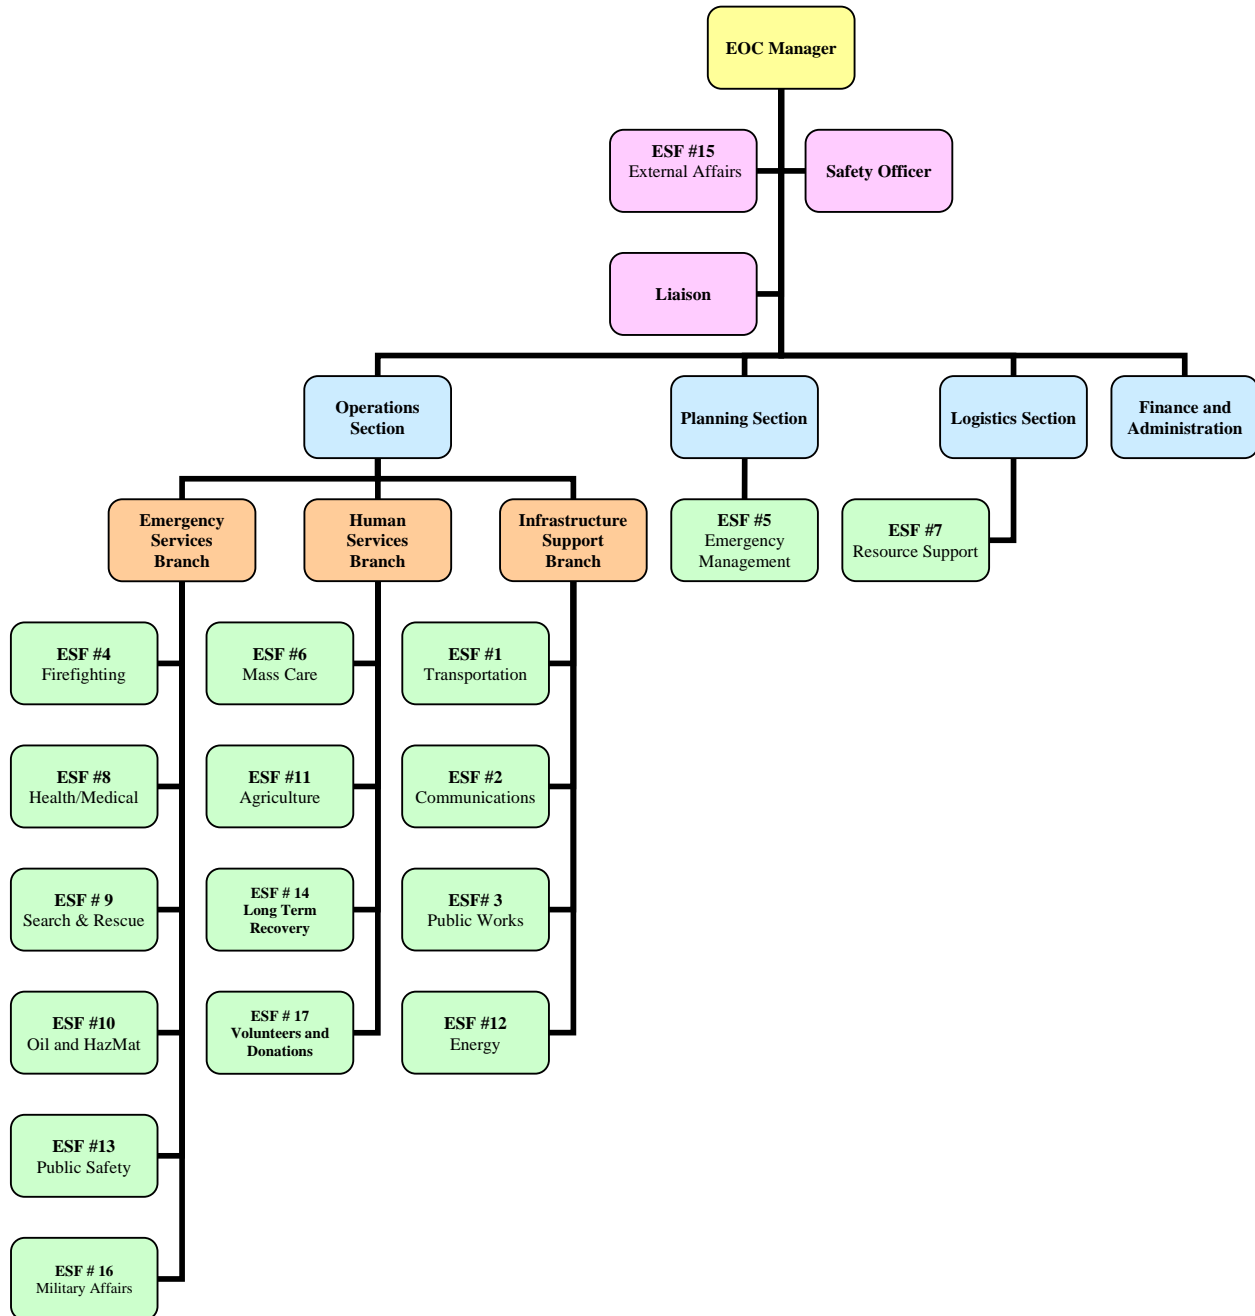 EOC Manager
ESF #15
External Affairs
Safety Officer
Liaison
Operations
Section
Planning Section
Logistics Section
Finance and
Administration
Emergency
Services
Branch
Human
Services
Branch
Infrastructure
Support
Branch
ESF #5
Emergency
Management
ESF #7
Resource Support
ESF #4
Firefighting
ESF #6
Mass Care
ESF #1
Transportation
ESF #8
Health/Medical
ESF #11
Agriculture
ESF #2
Communications
ESF # 9
Search & Rescue
ESF # 14
Long Term
Recovery
ESF# 3
Public Works
ESF #10
Oil and HazMat
ESF # 17
Volunteers and
Donations
ESF #12
Energy
ESF #13
Public Safety
ESF # 16
Military Affairs